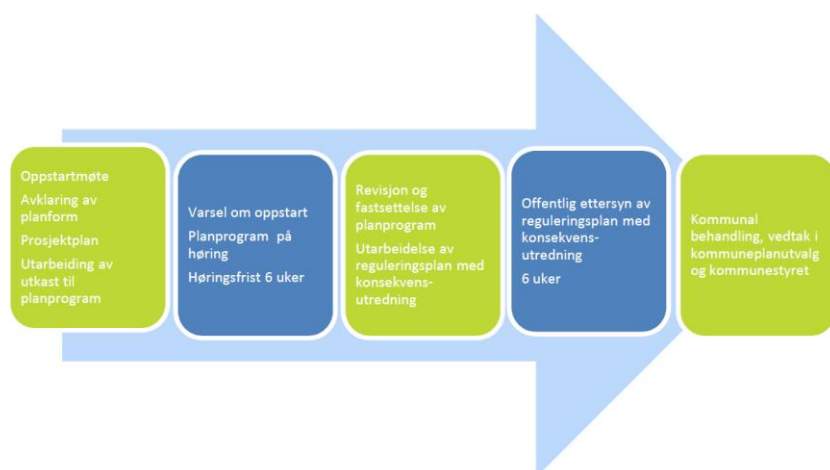 Oppstartmøte
Avklaring av
planform
Prosjektplan
Utarbeiding av
utkast til
planprogram
Varsel om oppstart
Planprogram på
høring
Høringsfrist 6 uker
Revisjon og
fastsettelse av
planprogram
Utarbeidelse av
reguleringsplan med
konsekvens-
utredning
Offentlig ettersyn av
reguleringsplan med
konsekvens-
utredning
6 uker
Kommunal
behandling, vedtak i
kommuneplanutvalg
og kommunestyret